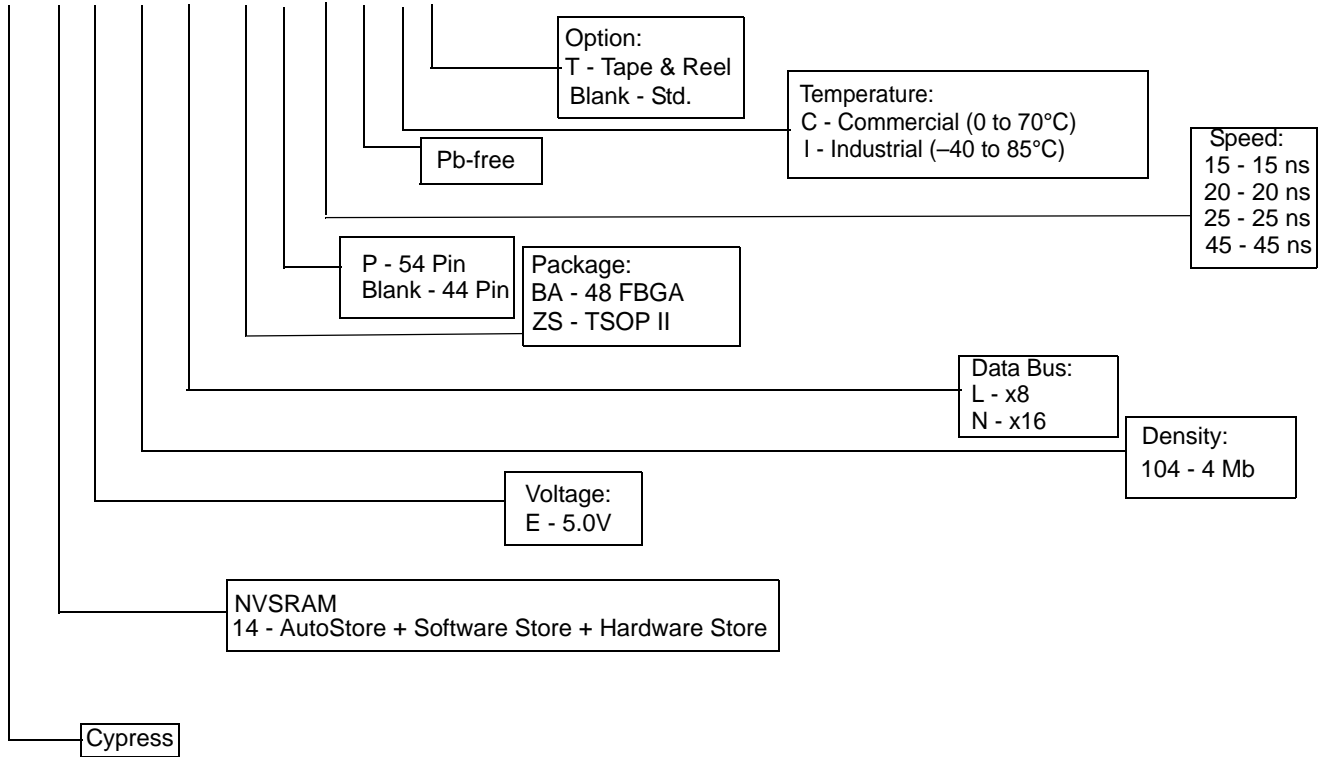 Option:
T - Tape & Reel
Blank - Std.
Temperature:
C - Commercial (0 to 70°C)
I - Industrial (–40 to 85°C)
Speed:
15 - 15 ns
20 - 20 ns
25 - 25 ns
45 - 45 ns
Pb-free
P - 54 Pin
Blank - 44 Pin
Package:
BA - 48 FBGA
ZS - TSOP II
Data Bus:
L - x8
N - x16
Density:
104 - 4 Mb
Voltage:
E - 5.0V
NVSRAM
14 - AutoStore + Software Store + Hardware Store
Cypress